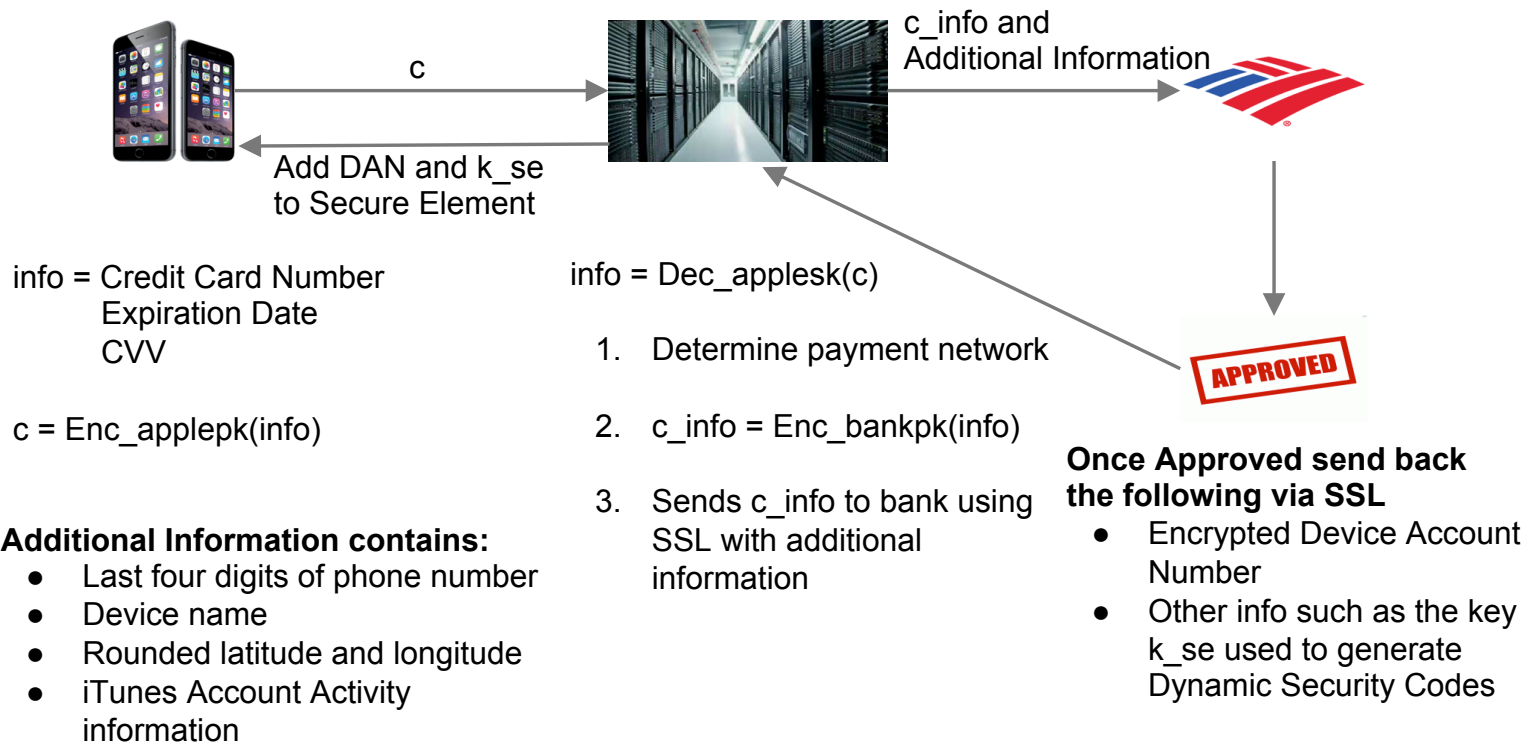 c
Add DAN and k_se
to Secure Element
c_info and
Additional Information
®
APPROVED
info = Credit Card Number
Expiration Date
CVV
c = Enc_applepk(info)
Additional Information contains:
● Last four digits of phone number
● Device name
● Rounded latitude and longitude
● iTunes Account Activity
information
info = Dec_applesk(c)
1. Determine payment network
2. c_info = Enc_bankpk(info)
3. Sends c_info to bank using
SSL with additional
information
Once Approved send back
the following via SSL
● Encrypted Device Account
Number
● Other info such as the key
k_se used to generate
Dynamic Security Codes